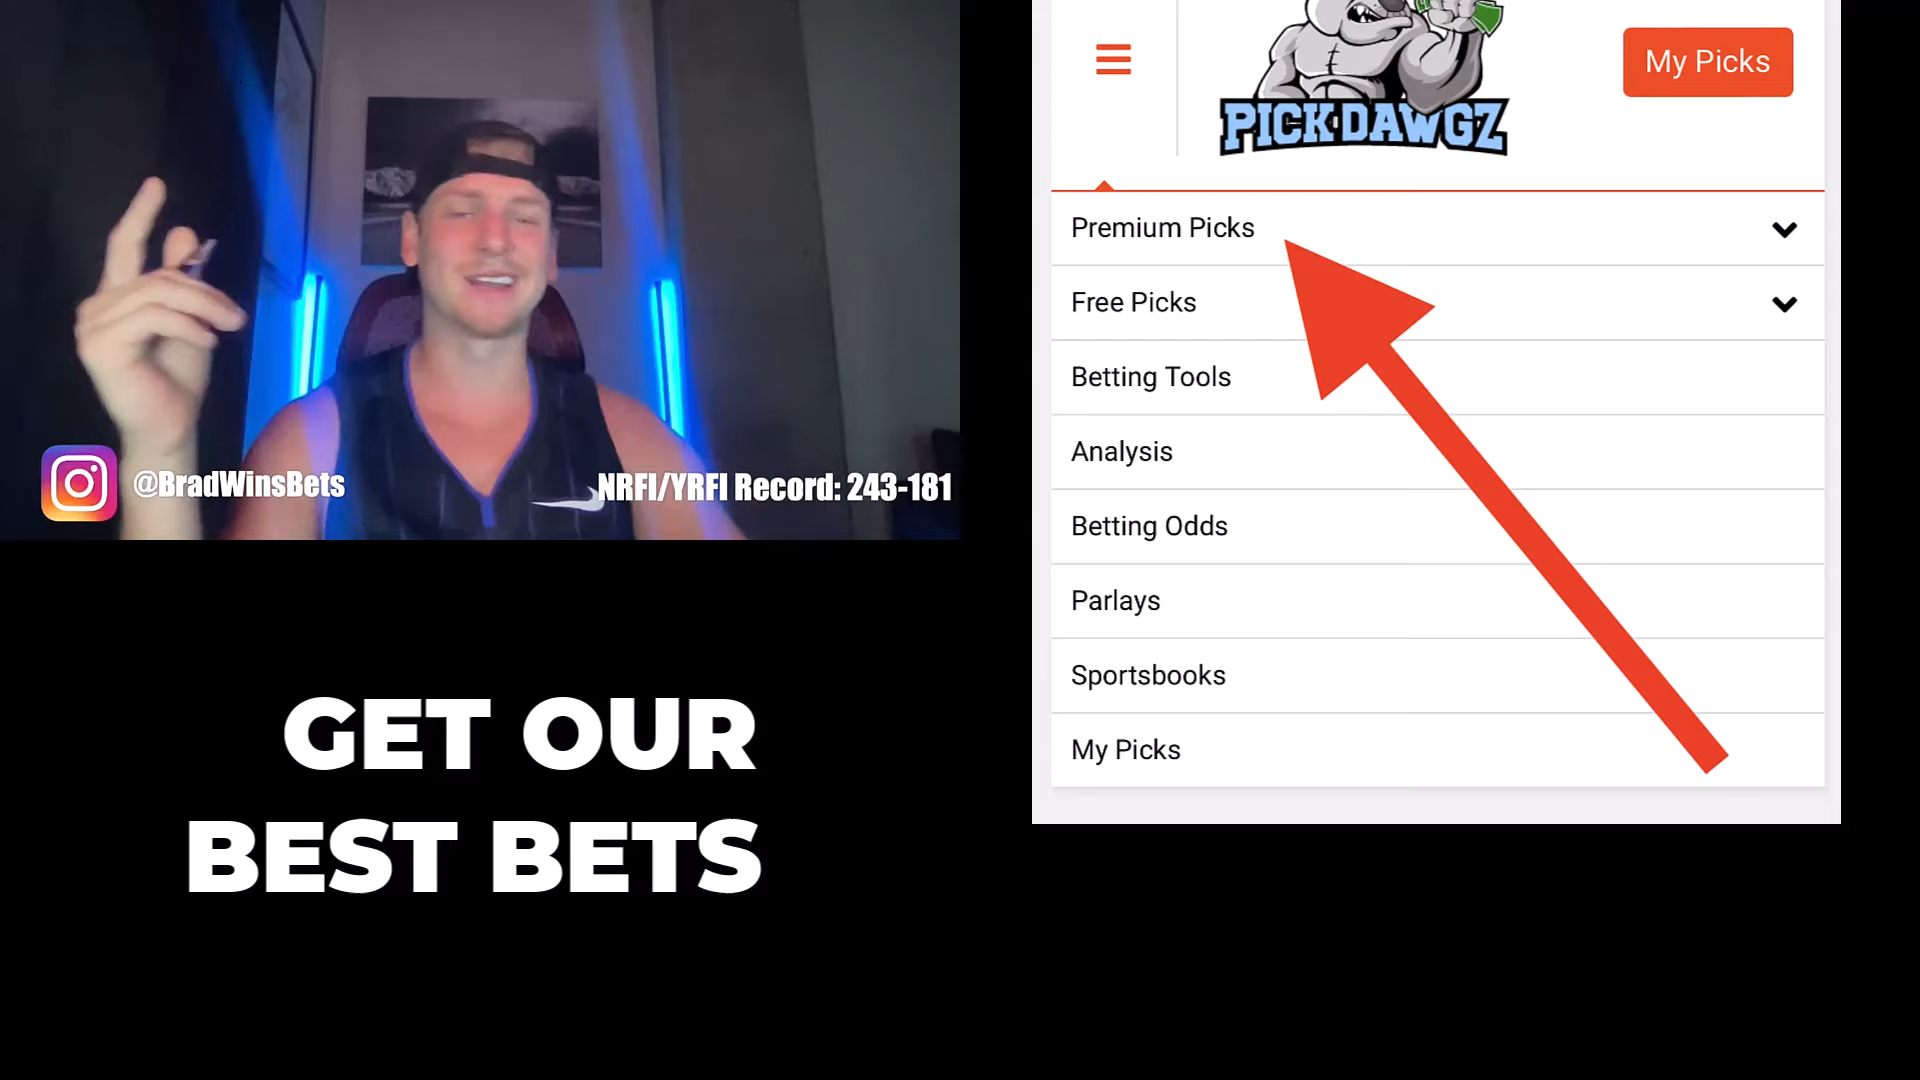 @BradWinsBets
NRFI/YRFI Record: 243-181
GET OUR
BEST BETS
My Picks
PICKDAWGZ
Premium Picks
Free Picks
Betting Tools
Analysis
Betting Odds
Parlays
Sportsbooks
My Picks